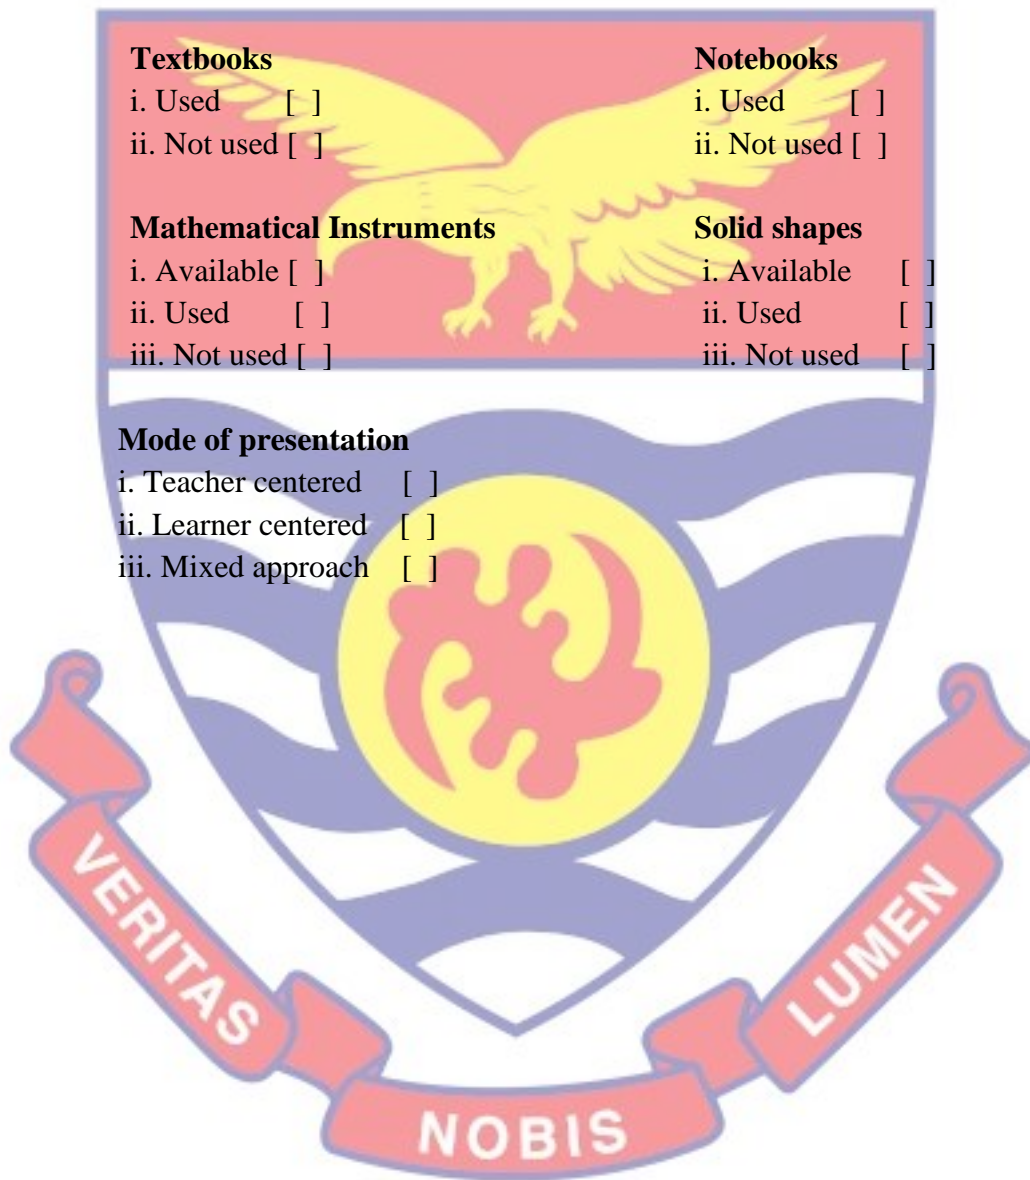 Textbooks
i. Used [ ]
ii. Not used [ ]
Notebooks
i. Used [ ]
ii. Not used [ ]
Mathematical Instruments
i. Available [ ]
ii. Used [ ]
iii. Not used [ ]
Solid shapes
i. Available [ ]
ii. Used [ ]
iii. Not used [ ]
Mode of presentation
i. Teacher centered [ ]
ii. Learner centered [ ]
iii. Mixed approach [ ]
VERITAS
NOBIS
LUMEN